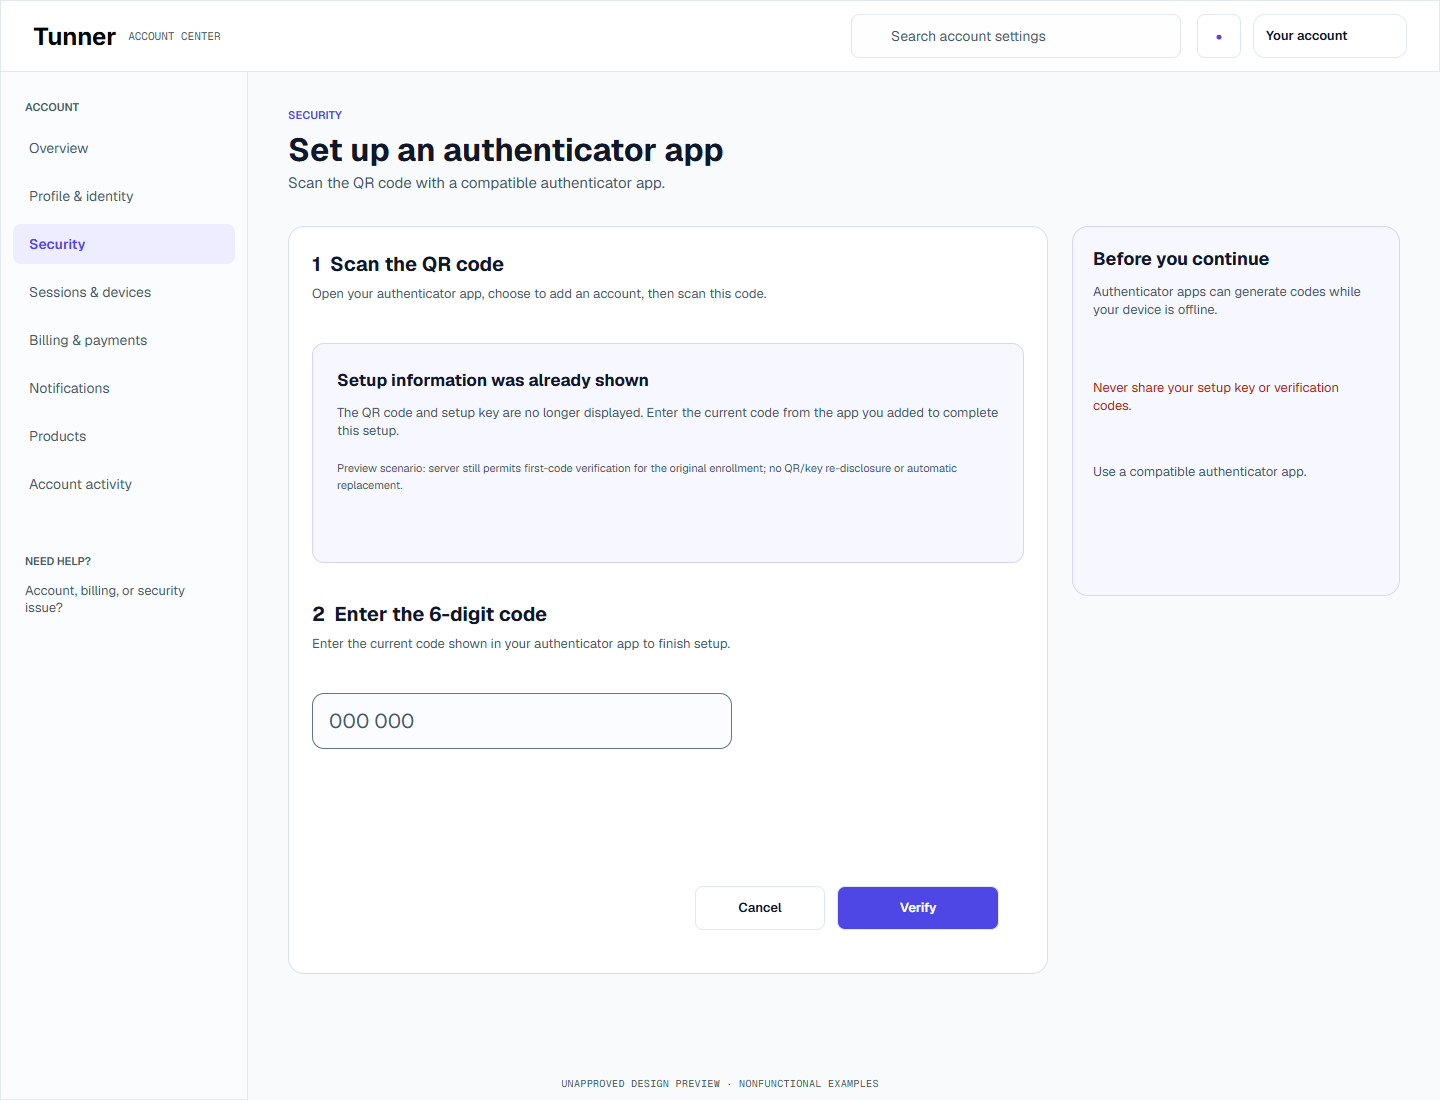 Tunner ACCOUNT CENTER
Search account settings
Your account
ACCOUNT
Overview
Profile & identity
Security
Sessions & devices
Billing & payments
Notifications
Products
Account activity
NEED HELP?
Account, billing, or security
issue?
SECURITY
Set up an authenticator app
Scan the QR code with a compatible authenticator app.
1 Scan the QR code
Open your authenticator app, choose to add an account, then scan this code.
Setup information was already shown
The QR code and setup key are no longer displayed. Enter the current code from the app you added to complete
this setup.
Preview scenario: server still permits first-code verification for the original enrollment; no QR/key re-disclosure or automatic
replacement.
2 Enter the 6-digit code
Enter the current code shown in your authenticator app to finish setup.
000 000
Cancel
Verify
Before you continue
Authenticator apps can generate codes while
your device is offline.
Never share your setup key or verification
codes.
Use a compatible authenticator app.
UNAPPROVED DESIGN PREVIEW · NONFUNCTIONAL EXAMPLES